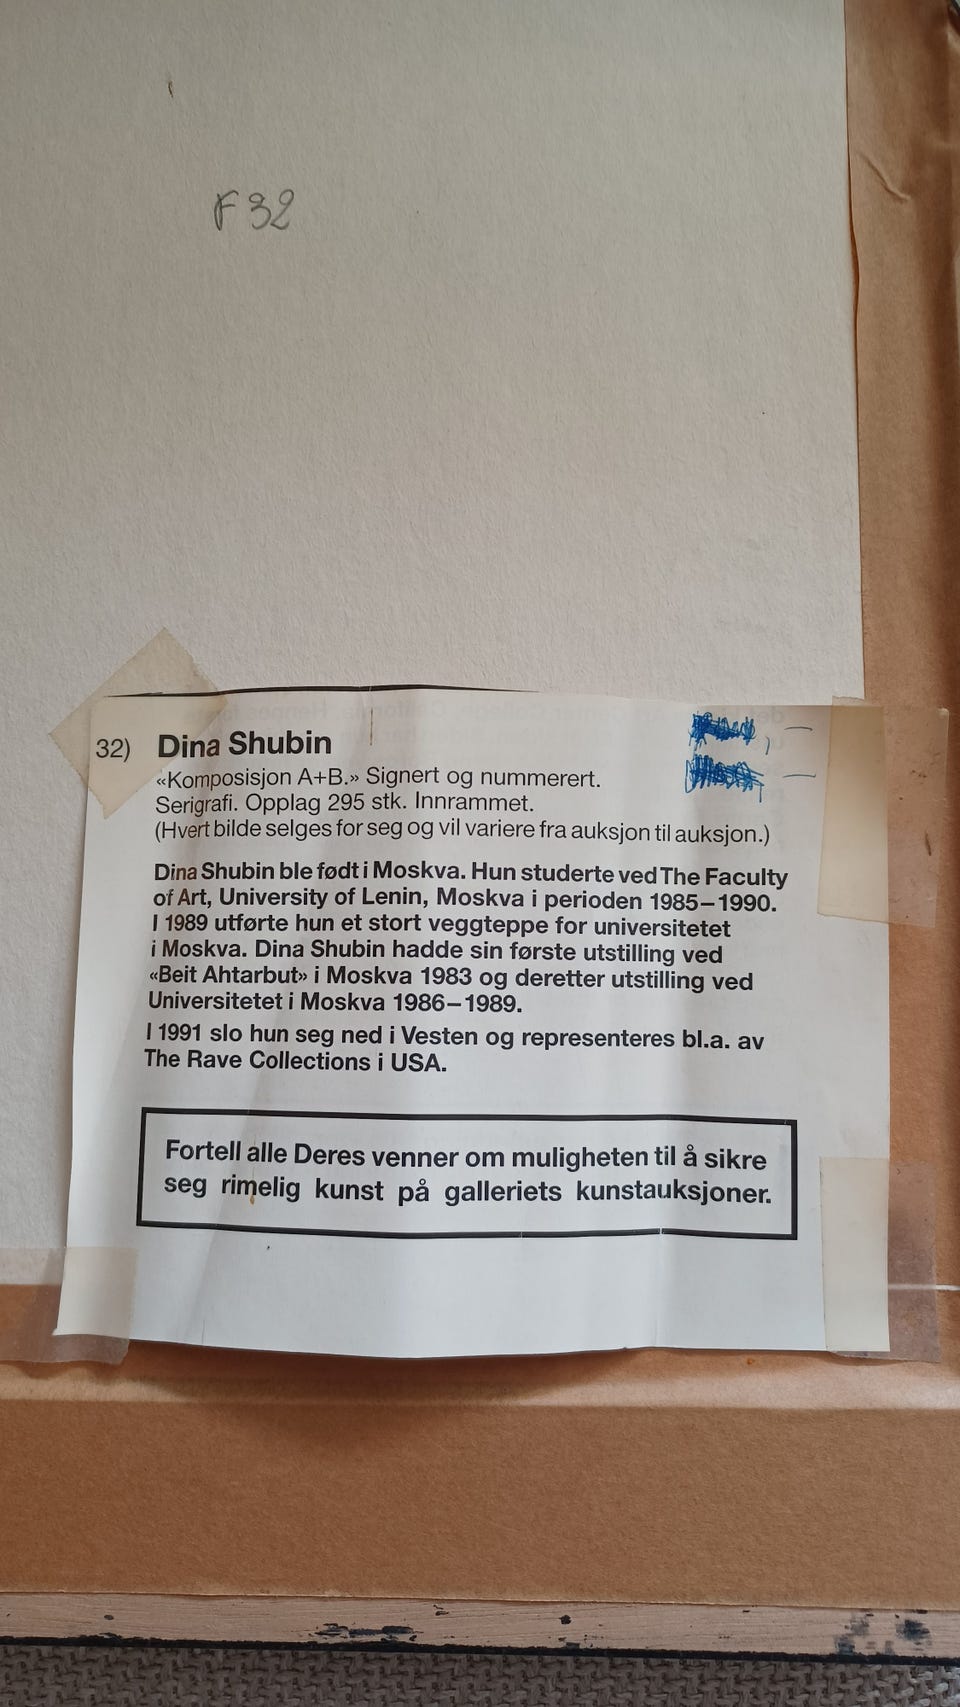 F 32
32) Dina Shubin
«Komposisjon A+B.» Signert og nummerert.
Serigrafi. Opplag 295 stk. Innrammet.
(Hvert bilde selges for seg og vil variere fra auksjon til auksjon.)
Dina Shubin ble født i Moskva. Hun studerte ved The Faculty
of Art, University of Lenin, Moskva i perioden 1985–1990.
I 1989 utførte hun et stort veggteppe for universitetet
i Moskva. Dina Shubin hadde sin første utstilling ved
«Beit Ahtarbut» i Moskva 1983 og deretter utstilling ved
Universitetet i Moskva 1986–1989.
I 1991 slo hun seg ned i Vesten og representeres bl.a. av
The Rave Collections i USA.
Fortell alle Deres venner om muligheten til å sikre
seg rimelig kunst på galleriets kunstauksjoner.